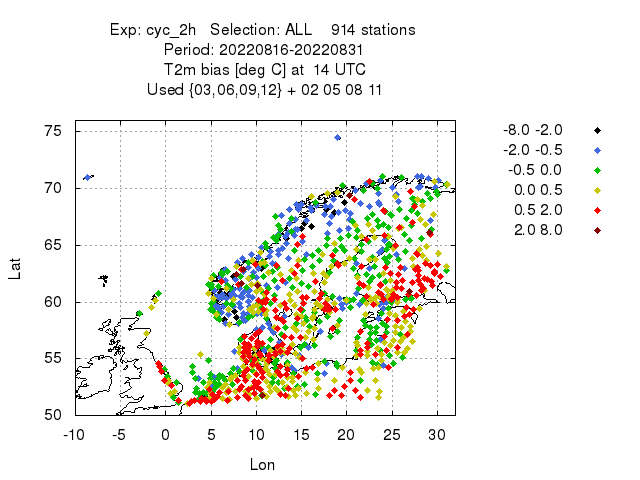 Exp: cyc_2h   Selection: ALL    914 stations
Period: 20220816-20220831
T2m bias [deg C] at  14 UTC
Used {03,06,09,12} + 02 05 08 11
-8.0 -2.0
-2.0 -0.5
-0.5 0.0
0.0 0.5
0.5 2.0
2.0 8.0
75
70
65
60
55
50
Lat
-10 -5 0 5 10 15 20 25 30
Lon